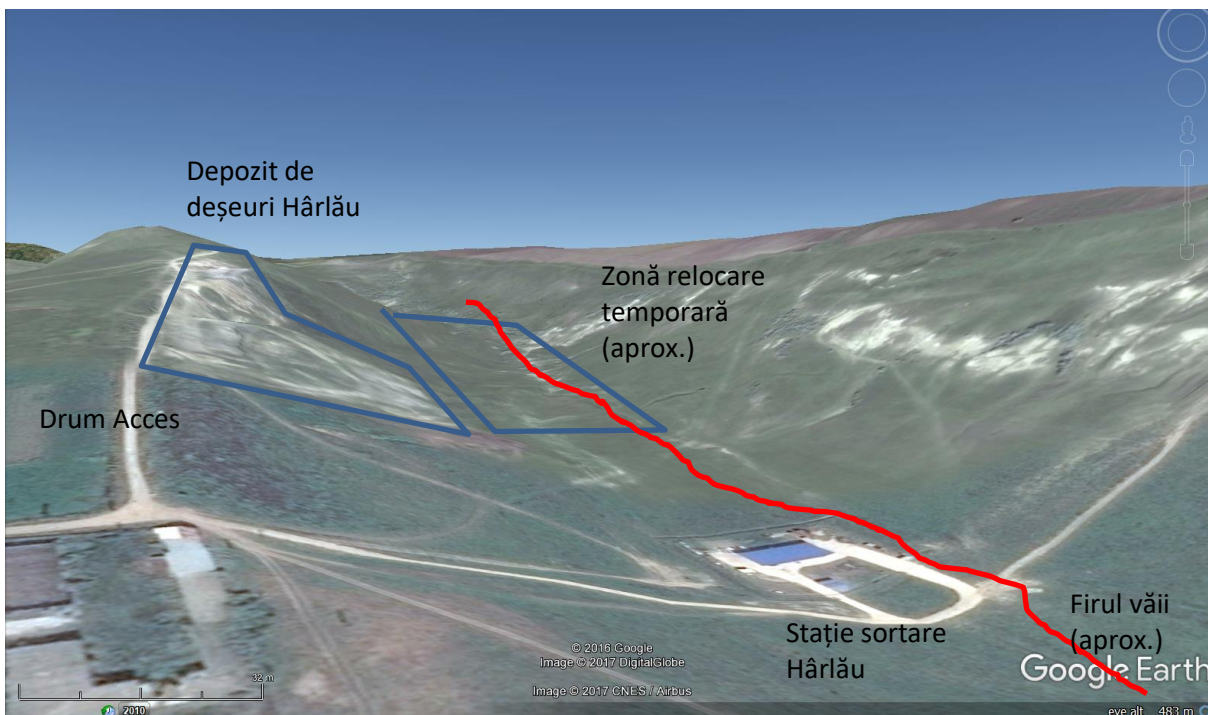 Depozit de
deșeuri Hârlău
Zonă relocare
temporară
(aprox.)
Drum Acces
Stație sortare
Hârlău
Firul văii
(aprox.)
© 2016 Google
Image © 2017 DigitalGlobe
Image © 2017 CNES / Airbus
Google Earth
32 m
2010
eye alt 483 m